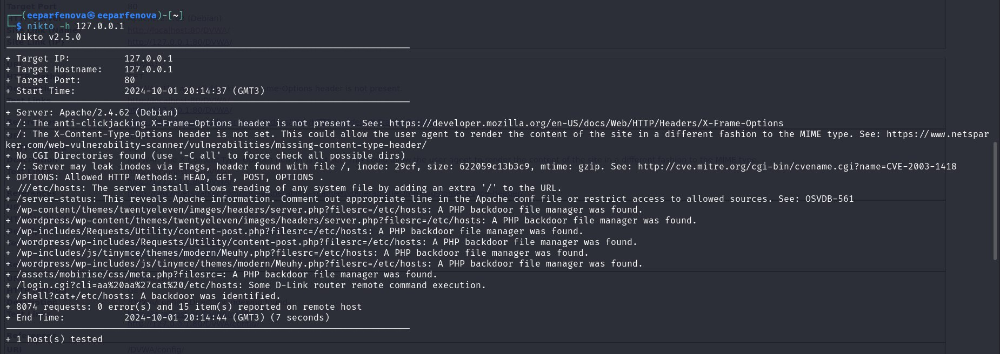 ┌──(eeparfenova㉿eeparfenova)-[~]
└─$ nikto -h 127.0.0.1
- Nikto v2.5.0
---------------------------------------------------------------------------
+ Target IP:          127.0.0.1
+ Target Hostname:    127.0.0.1
+ Target Port:        80
+ Start Time:         2024-10-01 20:14:37 (GMT3)
---------------------------------------------------------------------------
+ Server: Apache/2.4.62 (Debian)
+ /: The anti-clickjacking X-Frame-Options header is not present. See: https://developer.mozilla.org/en-US/docs/Web/HTTP/Headers/X-Frame-Options
+ /: The X-Content-Type-Options header is not set. This could allow the user agent to render the content of the site in a different fashion to the MIME type. See: https://www.netspar
ker.com/web-vulnerability-scanner/vulnerabilities/missing-content-type-header/
+ No CGI Directories found (use '-C all' to force check all possible dirs)
+ /: Server may leak inodes via ETags, header found with file /, inode: 29cf, size: 622059c13b3c9, mtime: gzip. See: http://cve.mitre.org/cgi-bin/cvename.cgi?name=CVE-2003-1418
+ OPTIONS: Allowed HTTP Methods: HEAD, GET, POST, OPTIONS .
+ ///etc/hosts: The server install allows reading of any system file by adding an extra '/' to the URL.
+ /server-status: This reveals Apache information. Comment out appropriate line in the Apache conf file or restrict access to allowed sources. See: OSVDB-561
+ /wp-content/themes/twentyeleven/images/headers/server.php?filesrc=/etc/hosts: A PHP backdoor file manager was found.
+ /wordpress/wp-content/themes/twentyeleven/images/headers/server.php?filesrc=/etc/hosts: A PHP backdoor file manager was found.
+ /wp-includes/Requests/Utility/content-post.php?filesrc=/etc/hosts: A PHP backdoor file manager was found.
+ /wordpress/wp-includes/Requests/Utility/content-post.php?filesrc=/etc/hosts: A PHP backdoor file manager was found.
+ /wp-includes/js/tinymce/themes/modern/Meuhy.php?filesrc=/etc/hosts: A PHP backdoor file manager was found.
+ /wordpress/wp-includes/js/tinymce/themes/modern/Meuhy.php?filesrc=/etc/hosts: A PHP backdoor file manager was found.
+ /assets/mobirise/css/meta.php?filesrc=: A PHP backdoor file manager was found.
+ /login.cgi?cli=aa%20aa%27cat%20/etc/hosts: Some D-Link router remote command execution.
+ /shell?cat+/etc/hosts: A backdoor was identified.
+ 8074 requests: 0 error(s) and 15 item(s) reported on remote host
+ End Time:           2024-10-01 20:14:44 (GMT3) (7 seconds)
---------------------------------------------------------------------------
+ 1 host(s) tested